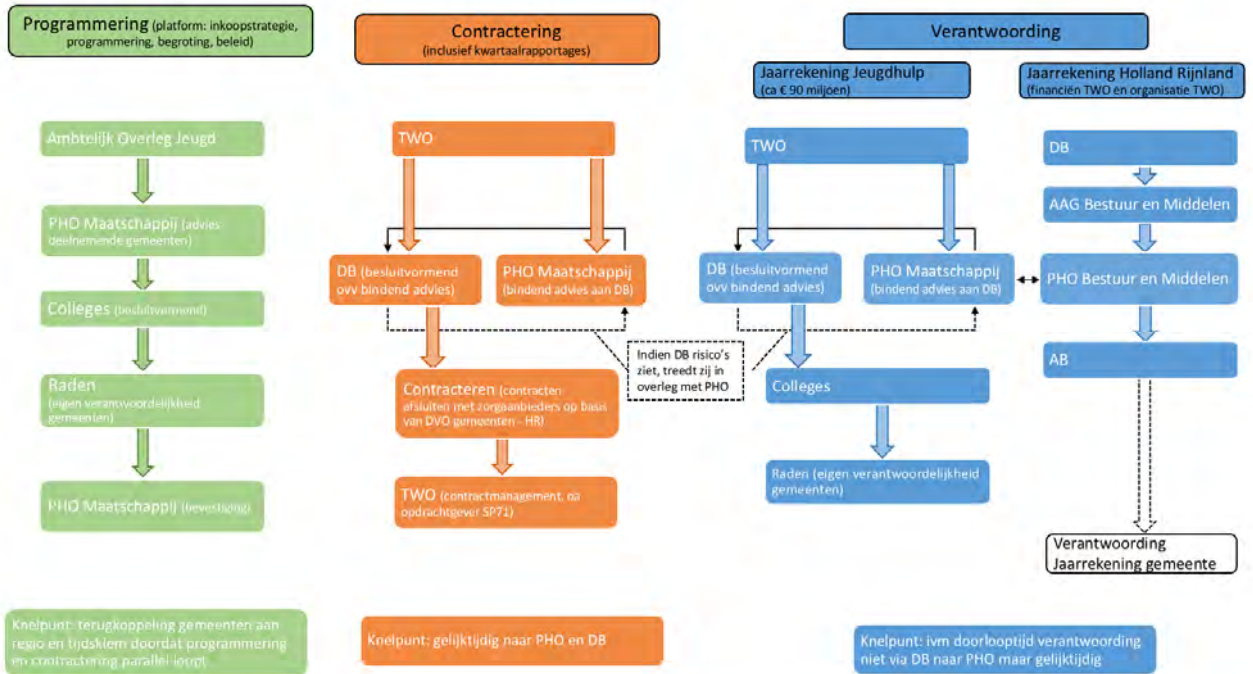 Programmering (platform: inkoopstrategie,
programmering, begroting, beleid)
Ambtelijk Overleg Jeugd
PHO Maatschappij (advies
deelnemende gemeenten)
Colleges (besluitvormend)
Raden
(eigen verantwoordelijkheid
gemeenten)
PHO Maatschappij (bevestiging)
Knelpunt: terugkoppeling gemeenten aan
regio en tijdsklem doordat programmering
en contractering parallel loopt
Contractering
(inclusief kwartaalrapportages)
TWO
DB (besluitvormend
ovv bindend advies)
PHO Maatschappij
(bindend advies aan DB)
Contracteren (contracten
afsluiten met zorgaanbieders op basis
van DVO gemeenten - HR)
TWO (contractmanagement, oa
opdrachtgever SP71)
Knelpunt: gelijktijdig naar PHO en DB
Indien DB risico's
ziet, treedt zij in
overleg met PHO
Verantwoording
Jaarrekening Jeugdhulp
(ca € 90 miljoen)
TWO
DB (besluitvormend
ovv bindend advies)
PHO Maatschappij
(bindend advies aan DB)
Colleges
Raden (eigen verantwoordelijkheid
gemeenten)
Jaarrekening Holland Rijnland
(financiën TWO en organisatie TWO)
DB
AAG Bestuur en Middelen
PHO Bestuur en Middelen
AB
Verantwoording
Jaarrekening gemeente
Knelpunt: ivm doorlooptijd verantwoording
niet via DB naar PHO maar gelijktijdig